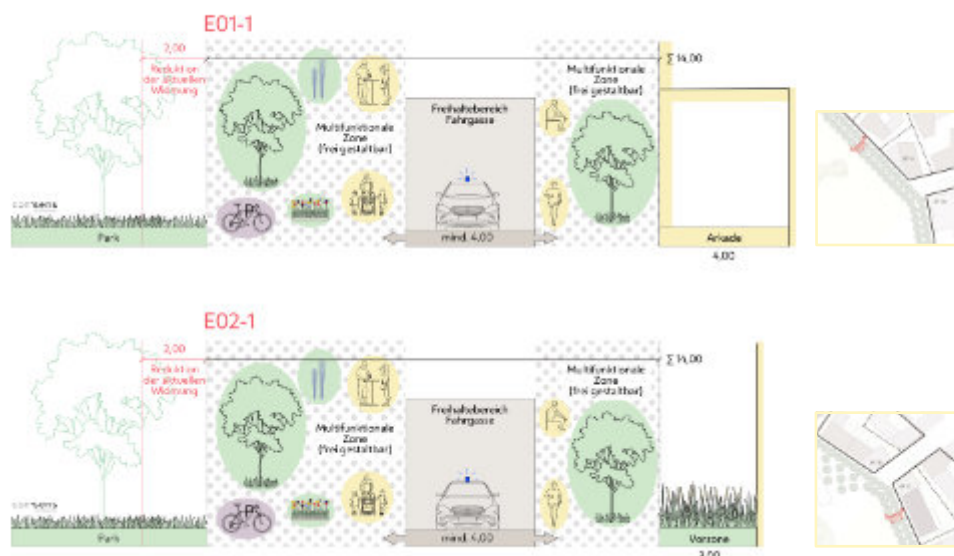 E01-1
2,00
Reduktion
der aktuellen
Widmung
Multifunktionale
Zone
(frei gestaltbar)
Freihaltebereich
Fahrgasse
Multifunktionale
Zone
(frei gestaltbar)
Σ 14,00
Park
mind. 4,00
Arkade
4,00
E02-1
2,00
Reduktion
der aktuellen
Widmung
Multifunktionale
Zone
(frei gestaltbar)
Freihaltebereich
Fahrgasse
Multifunktionale
Zone
(frei gestaltbar)
Σ 14,00
Park
mind. 4,00
Vorzone
3,00